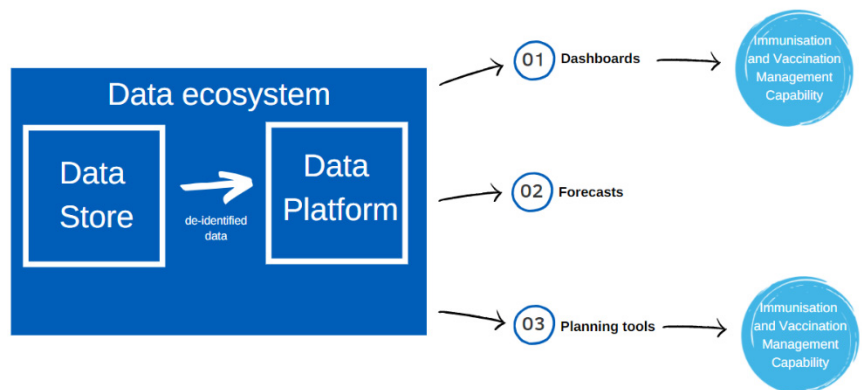 Data ecosystem
Data
Store
de-identified
data
Data
Platform
01 Dashboards
Immunisation
and Vaccination
Management
Capability
02 Forecasts
03 Planning tools
Immunisation
and Vaccination
Management
Capability